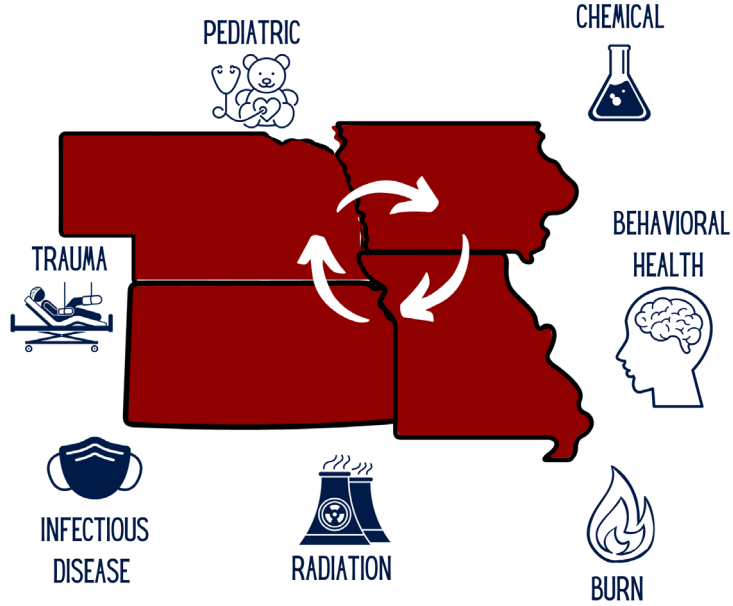 CHEMICAL
PEDIATRIC
BEHAVIORAL
HEALTH
TRAUMA
INFECTIOUS
DISEASE
RADIATION
BURN